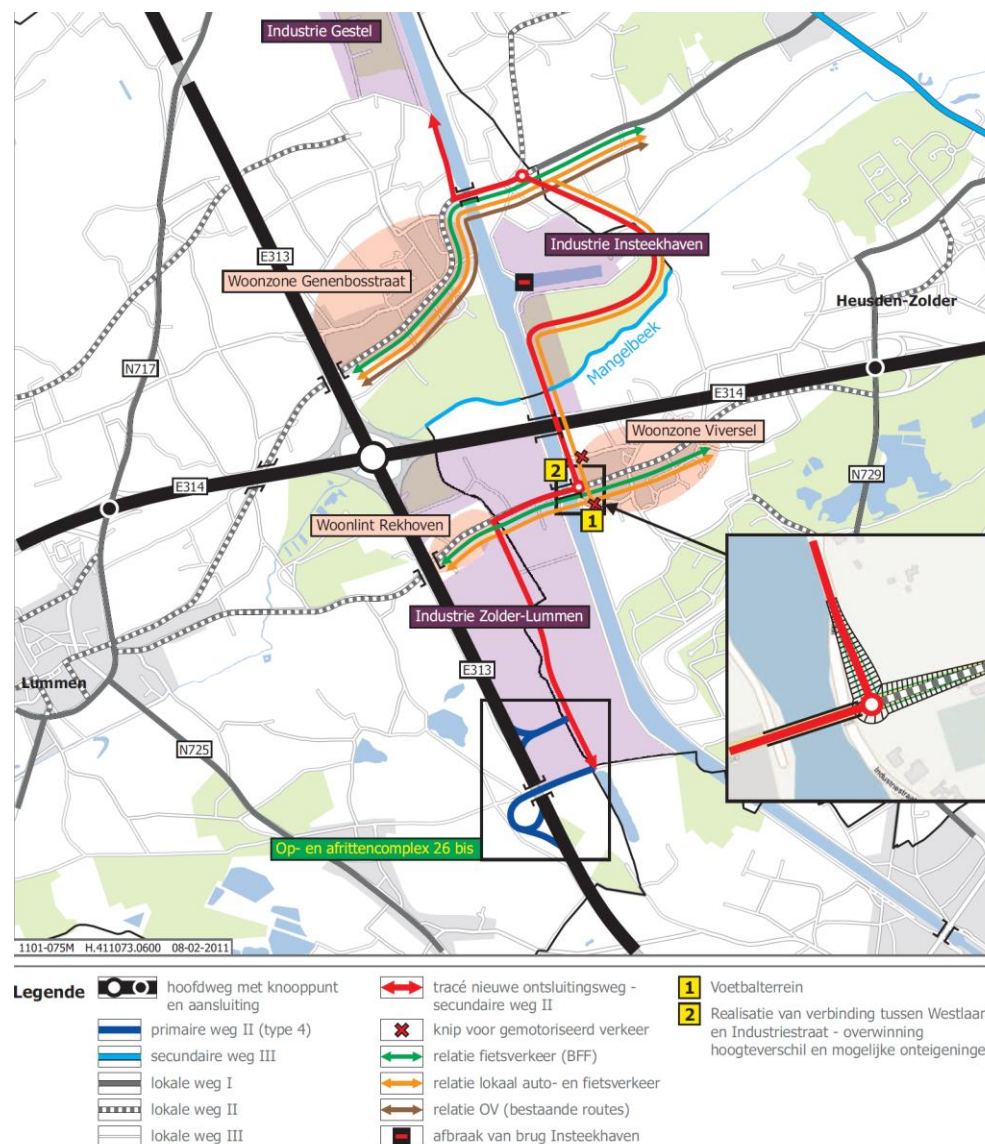 Industrie Gestel
E313
Woonzone Genenbosstraat
Industrie Insteekhaven
Heusden-Zolder
N717
Mangelbeek
E314
Woonzone Viversel
E314
2
N729
Woonlint Rekhoven
1
Industrie Zolder-Lummen
E313
Lummen
N725
Industriestraat
Op- en afrittencomplex 26 bis
1101-075M H.411073.0600 08-02-2011
Legende
hoofdweg met knooppunt
en aansluiting
primaire weg II (type 4)
secundaire weg III
lokale weg I
lokale weg II
lokale weg III
tracé nieuwe ontsluitingsweg -
secundaire weg II
knip voor gemotoriseerd verkeer
relatie fietsverkeer (BFF)
relatie lokaal auto- en fietsverkeer
relatie OV (bestaande routes)
afbraak van brug Insteekhaven
1 Voetbalterrein
2 Realisatie van verbinding tussen Westlaar
en Industriestraat - overwinning
hoogteverschil en mogelijke onteigeninge